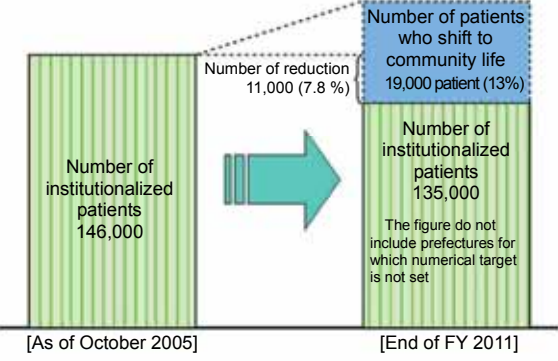 Number of
institutionalized
patients
146,000
[As of October 2005]
Number of reduction
11,000 (7.8 %)
Number of patients
who shift to
community life
19,000 patient (13%)
Number of
institutionalized
patients
135,000
The figure do not
include prefectures for
which numerical target
is not set
[End of FY 2011]